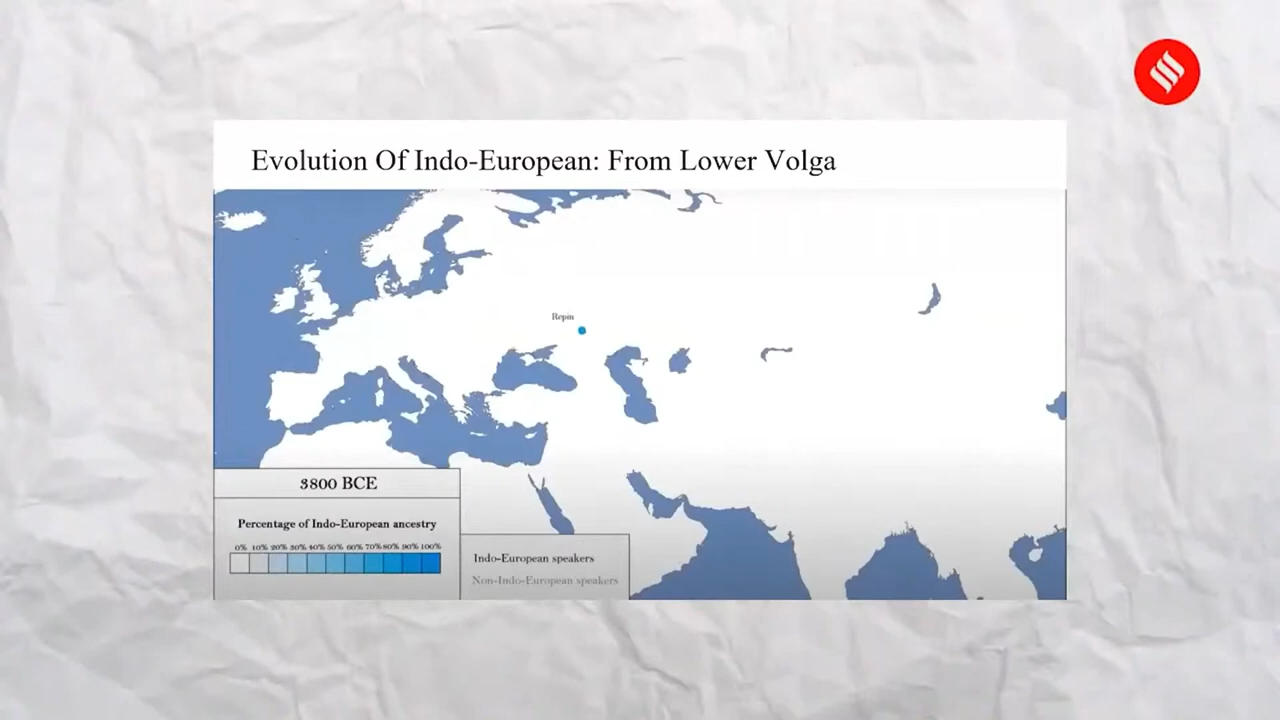 Evolution Of Indo-European: From Lower Volga
Repin
3800 BCE
Percentage of Indo-European ancestry
0% 10% 20% 30% 40% 50% 60% 70% 80% 90% 100%
Indo-European speakers
Non-Indo-European speakers